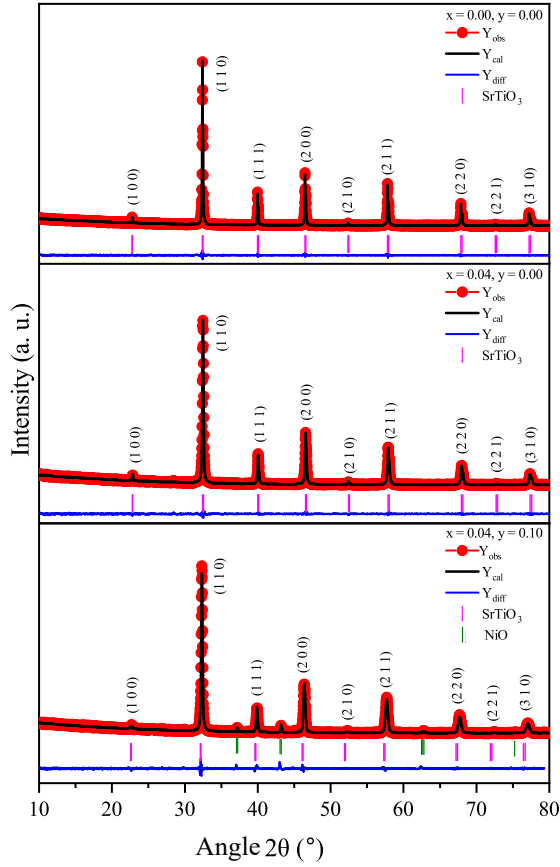 x = 0.00, y = 0.00
Y_obs
Y_cal
Y_diff
SrTiO₃
(1 0 0)
(1 1 0)
(1 1 1)
(2 0 0)
(2 1 0)
(2 1 1)
(2 2 0)
(2 2 1)
(3 1 0)
x = 0.04, y = 0.00
Y_obs
Y_cal
Y_diff
SrTiO₃
(1 0 0)
(1 1 0)
(1 1 1)
(2 0 0)
(2 1 0)
(2 1 1)
(2 2 0)
(2 2 1)
(3 1 0)
x = 0.04, y = 0.10
Y_obs
Y_cal
Y_diff
SrTiO₃
NiO
(1 0 0)
(1 1 0)
(1 1 1)
(2 0 0)
(2 1 0)
(2 1 1)
(2 2 0)
(2 2 1)
(3 1 0)
Intensity (a. u.)
10 20 30 40 50 60 70 80
Angle 2θ (°)